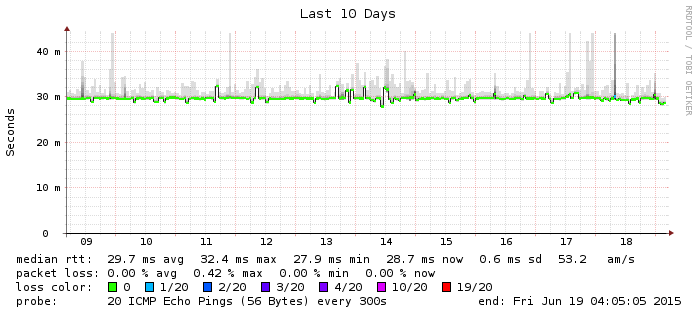 Last 10 Days
RRDTOOL / TOBI OETIKER
Seconds
40 m
30 m
20 m
10 m
0
09 10 11 12 13 14 15 16 17 18
median rtt: 29.7 ms avg 32.4 ms max 27.9 ms min 28.7 ms now 0.6 ms sd 53.2 am/s
packet loss: 0.00 % avg 0.42 % max 0.00 % min 0.00 % now
loss color: 0 1/20 2/20 3/20 4/20 10/20 19/20
probe: 20 ICMP Echo Pings (56 Bytes) every 300s end: Fri Jun 19 04:05:05 2015